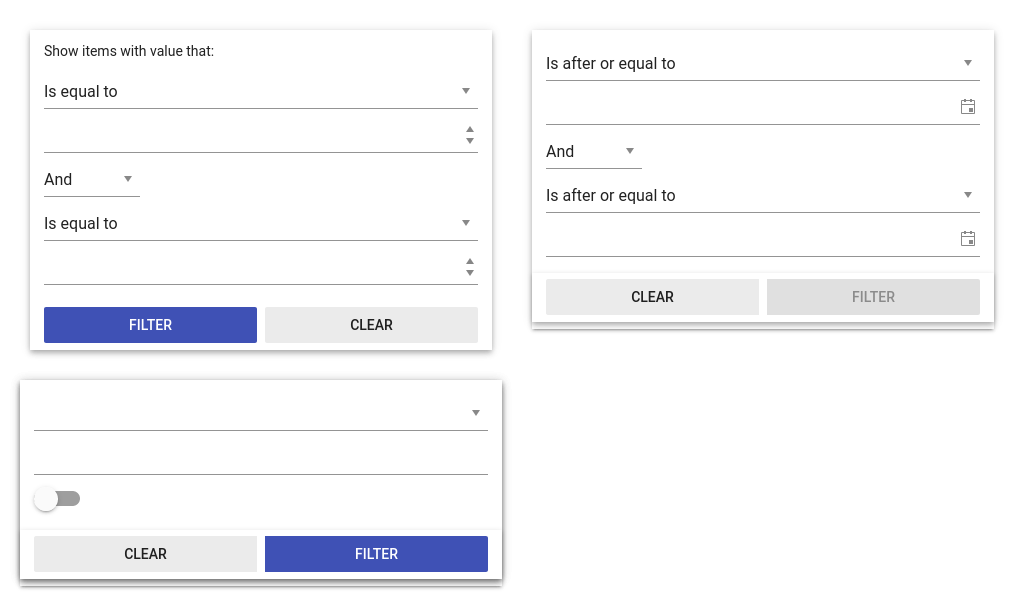 Show items with value that:
Is equal to
And
Is equal to
FILTER CLEAR
Is after or equal to
And
Is after or equal to
CLEAR FILTER
CLEAR FILTER